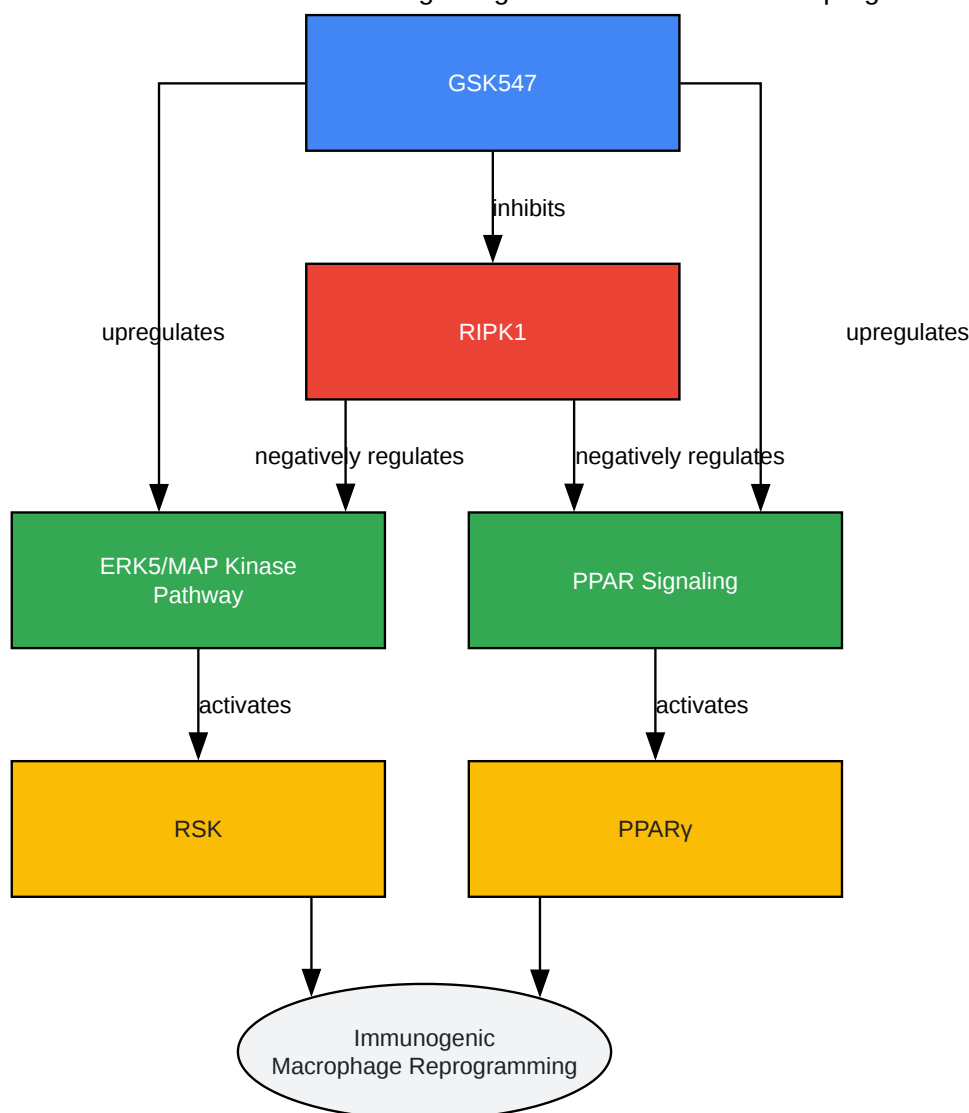 GSK547
inhibits
RIPK1
upregulates
upregulates
negatively regulates
negatively regulates
ERK5/MAP Kinase
Pathway
PPAR Signaling
activates
activates
RSK
PPARγ
Immunogenic
Macrophage Reprogramming